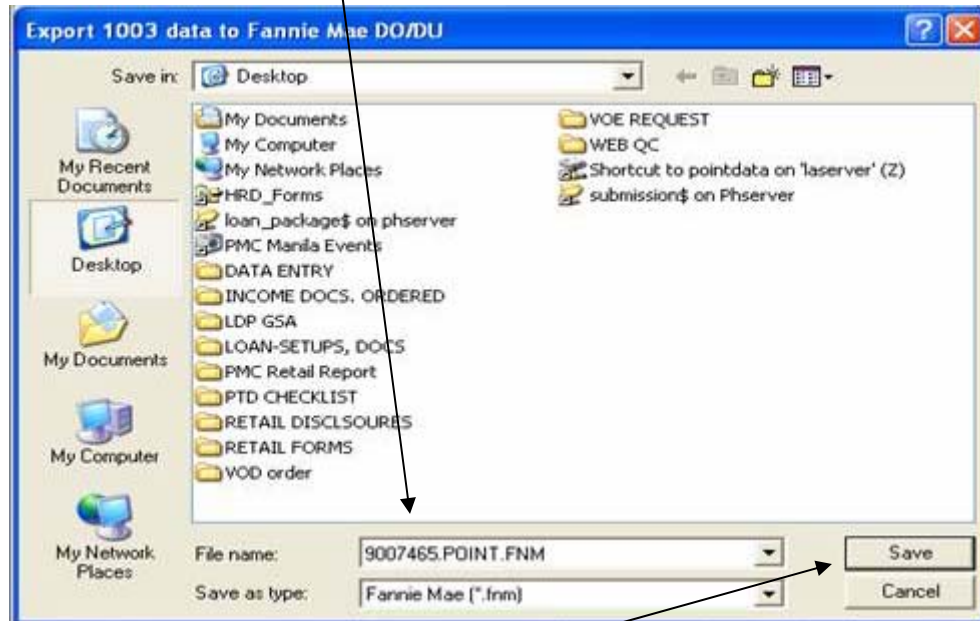 Export 1003 data to Fannie Mae DO/DU
Save in:
Desktop
My Recent
Documents
Desktop
My Documents
My Computer
My Network
Places
My Documents
My Computer
My Network Places
HRD_Forms
loan_package$ on phserver
PMC Manila Events
DATA ENTRY
INCOME DOCS. ORDERED
LDP GSA
LOAN-SETUPS, DOCS
PMC Retail Report
PTD CHECKLIST
RETAIL DISCLSOURES
RETAIL FORMS
VOD order
VOE REQUEST
WEB QC
Shortcut to pointdata on 'laserver' (Z)
submission$ on Phserver
File name:
9007465.POINT.FNM
Save
Save as type:
Fannie Mae (*.fnm)
Cancel